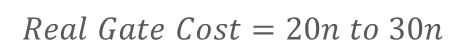 Real Gate Cost = 20n to 30n